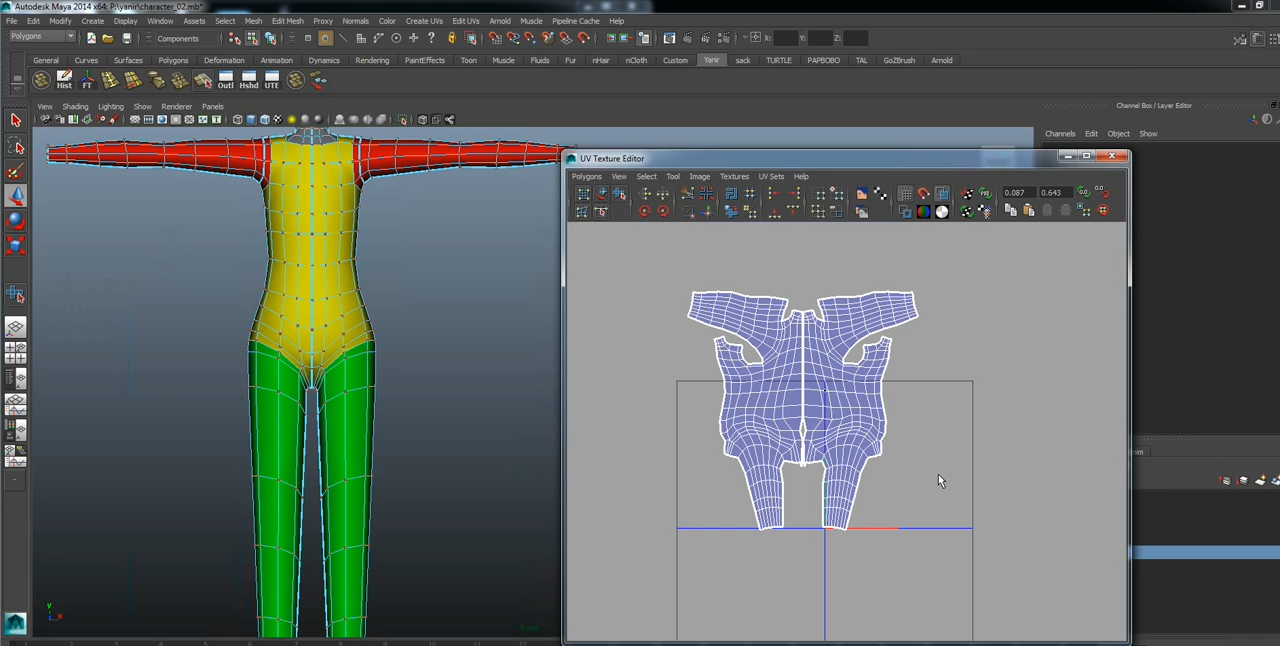 Autodesk Maya 2014 x64: P:\yanir\character_02.mb*
File Edit Modify Create Display Window Assets Select Mesh Edit Mesh Proxy Normals Color Create UVs Edit UVs Arnold Muscle Pipeline Cache Help
Polygons Components X: Y: Z:
General Curves Surfaces Polygons Deformation Animation Dynamics Rendering PaintEffects Toon Muscle Fluids Fur nHair nCloth Custom Yanir sack TURTLE PAPBOBO TAL GoZBrush Arnold
Hist FT Outl Hshd UTE
View Shading Lighting Show Renderer Panels
Channel Box / Layer Editor
Channels Edit Object Show
UV Texture Editor
Polygons View Select Tool Image Textures UV Sets Help
0.087 0.643
y
x